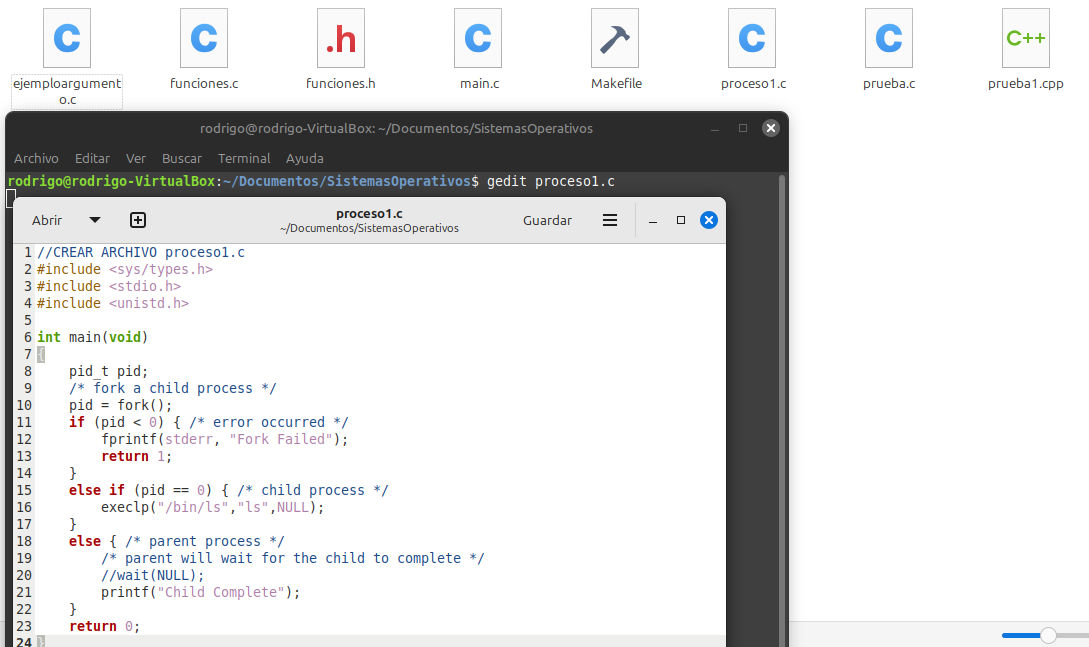 C
C
.h
C
C
C
C++
ejemploargument
o.c
funciones.c
funciones.h
main.c
Makefile
proceso1.c
prueba.c
prueba1.cpp
rodrigo@rodrigo-VirtualBox: ~/Documentos/SistemasOperativos
Archivo Editar Ver Buscar Terminal Ayuda
rodrigo@rodrigo-VirtualBox:~/Documentos/SistemasOperativos$ gedit proceso1.c
Abrir
proceso1.c
~/Documentos/SistemasOperativos
Guardar
1 //CREAR ARCHIVO proceso1.c
2 #include <sys/types.h>
3 #include <stdio.h>
4 #include <unistd.h>
5
6 int main(void)
7 {
8     pid_t pid;
9     /* fork a child process */
10     pid = fork();
11     if (pid < 0) { /* error occurred */
12         fprintf(stderr, "Fork Failed");
13         return 1;
14     }
15     else if (pid == 0) { /* child process */
16         execlp("/bin/ls","ls",NULL);
17     }
18     else { /* parent process */
19         /* parent will wait for the child to complete */
20         //wait(NULL);
21         printf("Child Complete");
22     }
23     return 0;
24 }